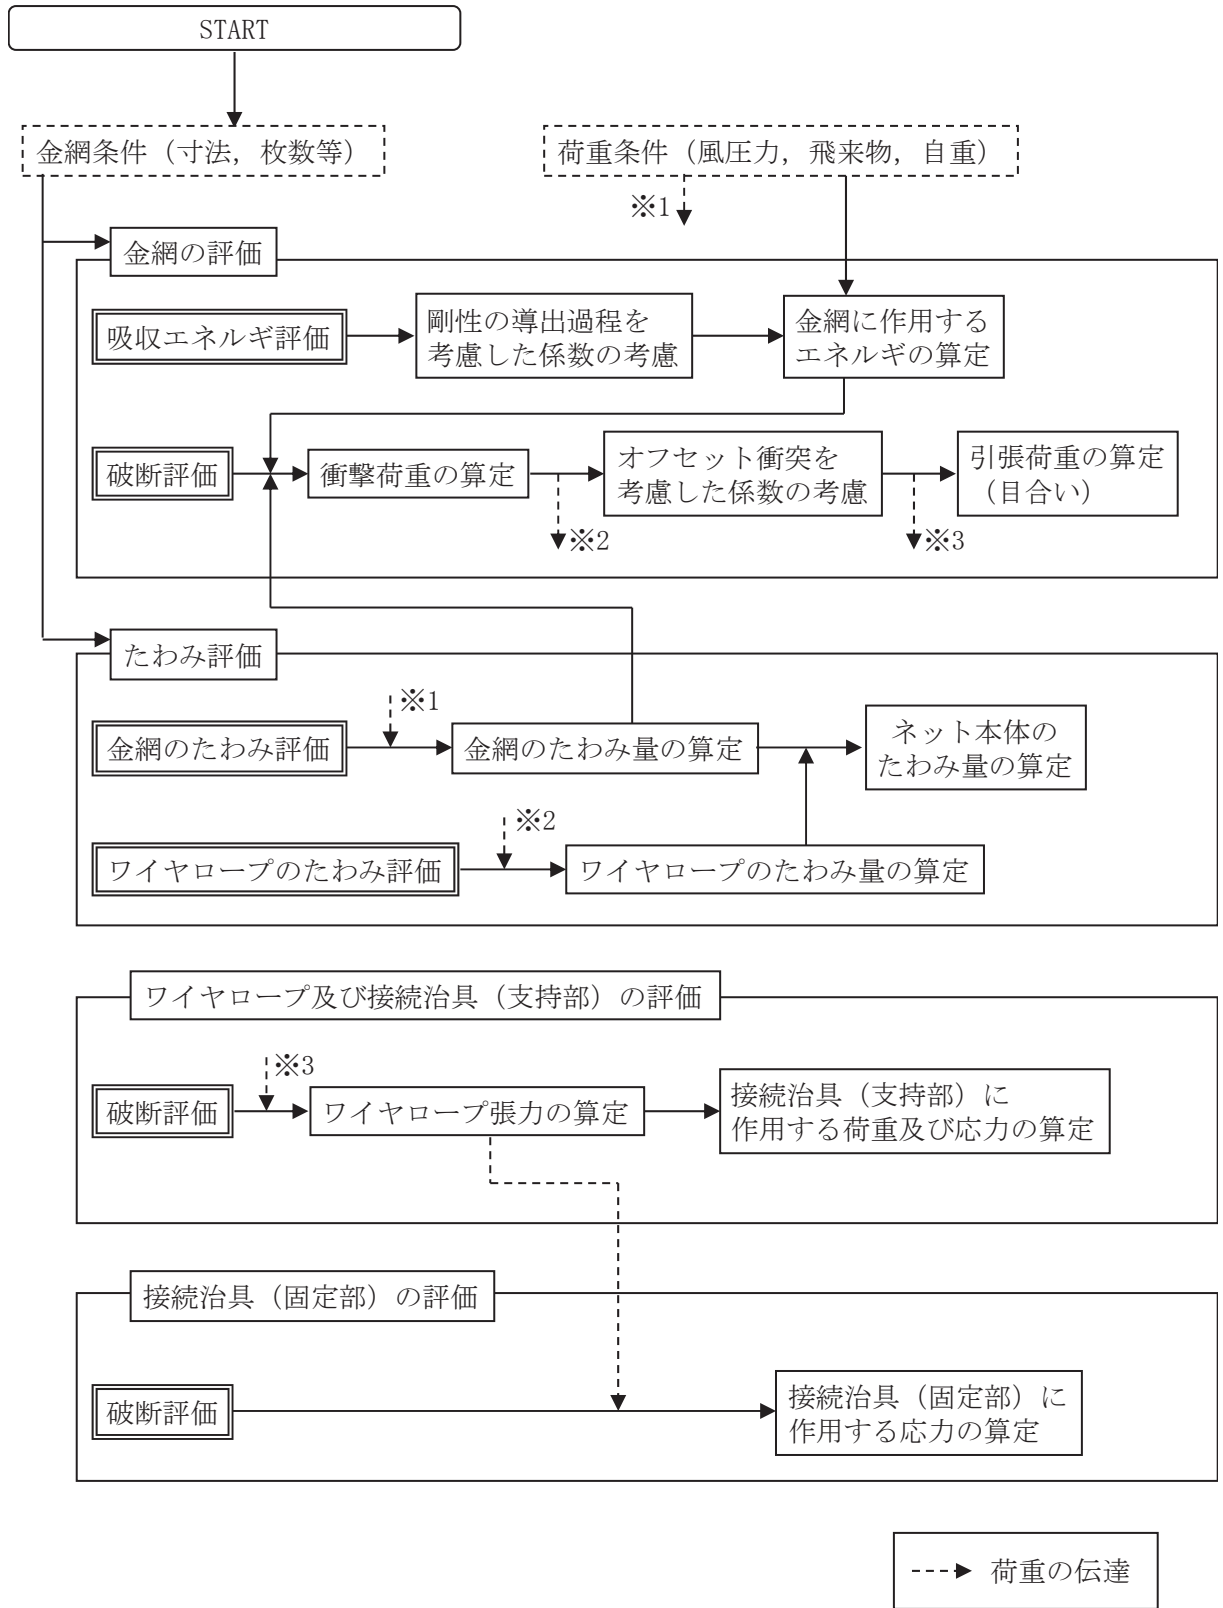 START
金網条件（寸法，枚数等）
荷重条件（風圧力，飛来物，自重）
※1
金網の評価
吸収エネルギ評価
剛性の導出過程を
考慮した係数の考慮
金網に作用する
エネルギの算定
破断評価
衝撃荷重の算定
オフセット衝突を
考慮した係数の考慮
引張荷重の算定
（目合い）
※2
※3
たわみ評価
※1
金網のたわみ評価
金網のたわみ量の算定
ネット本体の
たわみ量の算定
※2
ワイヤロープのたわみ評価
ワイヤロープのたわみ量の算定
ワイヤロープ及び接続治具（支持部）の評価
※3
破断評価
ワイヤロープ張力の算定
接続治具（支持部）に
作用する荷重及び応力の算定
接続治具（固定部）の評価
破断評価
接続治具（固定部）に
作用する応力の算定
荷重の伝達